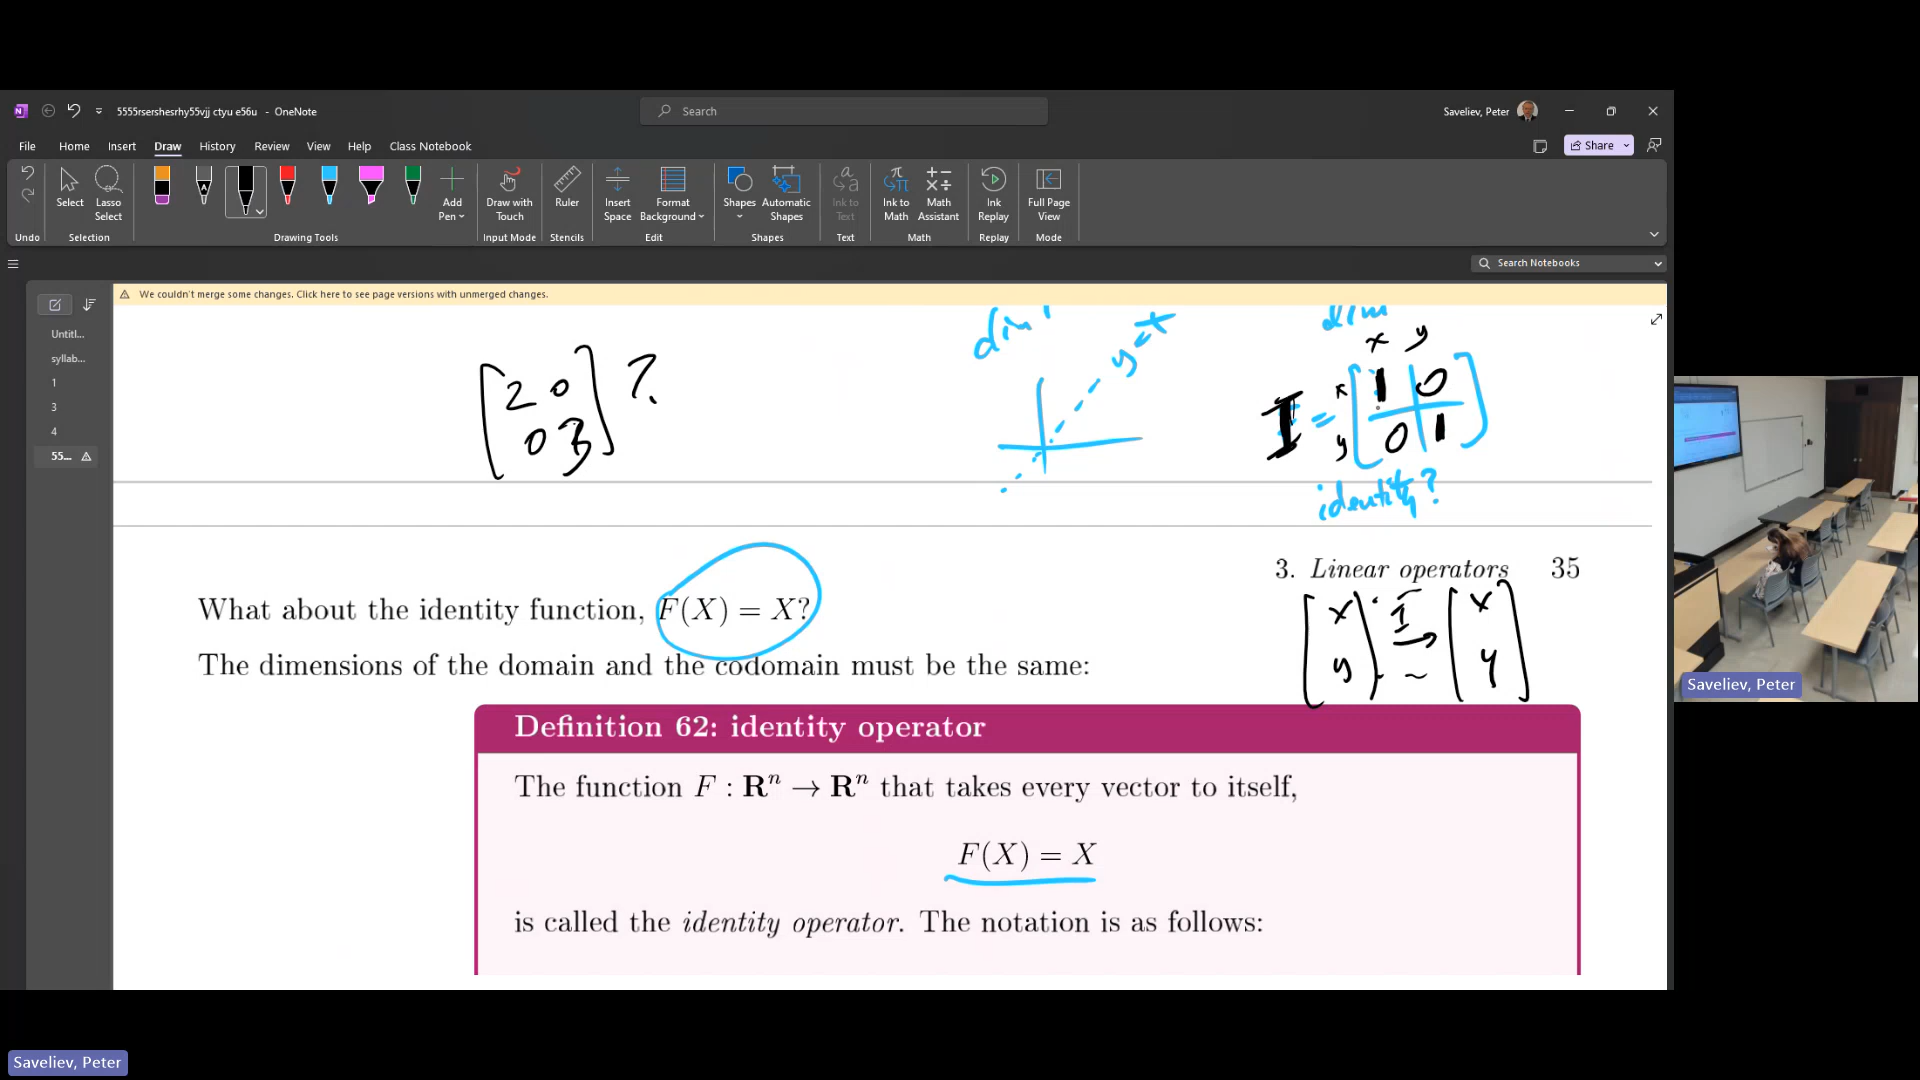 5555rsershesrhy55vjj ctyu e56u - OneNote
Search
Saveliev, Peter
File Home Insert Draw History Review View Help Class Notebook
Share
Select
Lasso Select
Add Pen
Draw with Touch
Ruler
Insert Space
Format Background
Shapes
Automatic Shapes
Ink to Text
Ink to Math
Math Assistant
Ink Replay
Full Page View
Undo Selection Drawing Tools Input Mode Stencils Edit Shapes Text Math Replay Mode
Search Notebooks
We couldn't merge some changes. Click here to see page versions with unmerged changes.
Untitl...
syllab...
1
3
4
55...
dim
y = x
dim
x y
2 0 ?
0 3
I = x 1 0
y 0 1
identity?
3. Linear operators 35
What about the identity function, F(X) = X?
x I x
y → y
The dimensions of the domain and the codomain must be the same:
Definition 62: identity operator
The function F : Rⁿ → Rⁿ that takes every vector to itself,
F(X) = X
is called the identity operator. The notation is as follows:
Saveliev, Peter
Saveliev, Peter